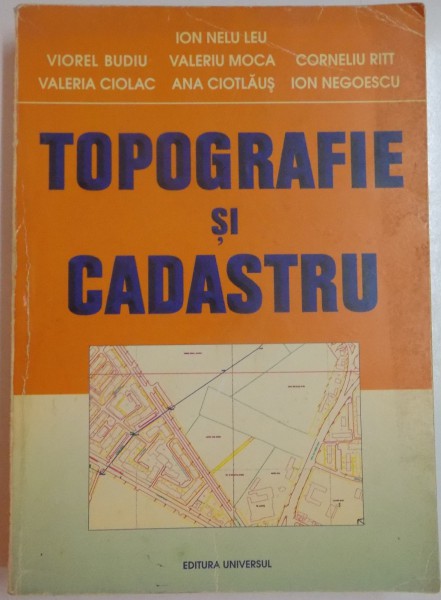 ION NELU LEU
VIOREL BUDIU VALERIU MOCA CORNELIU RITT
VALERIA CIOLAC ANA CIOTLĂUȘ ION NEGOESCU
TOPOGRAFIE
ȘI
CADASTRU
EDITURA UNIVERSUL